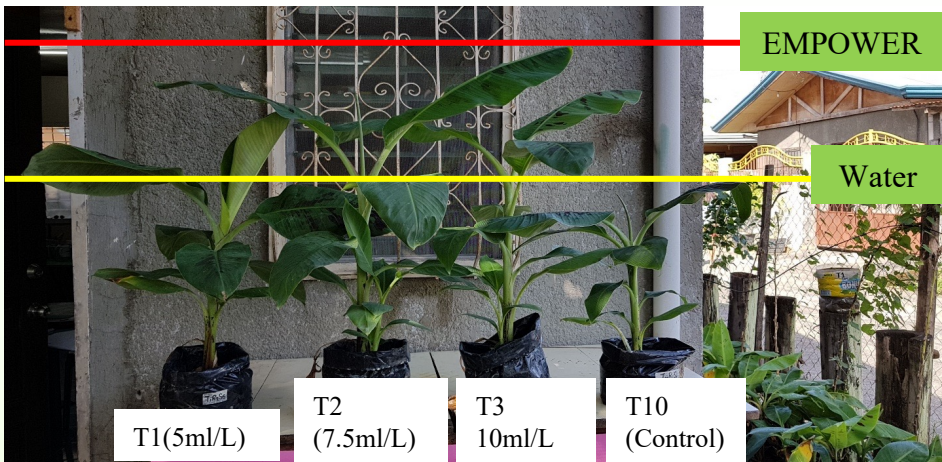 EMPOWER
Water
T1(5ml/L)
T2
(7.5ml/L)
T3
10ml/L
T10
(Control)